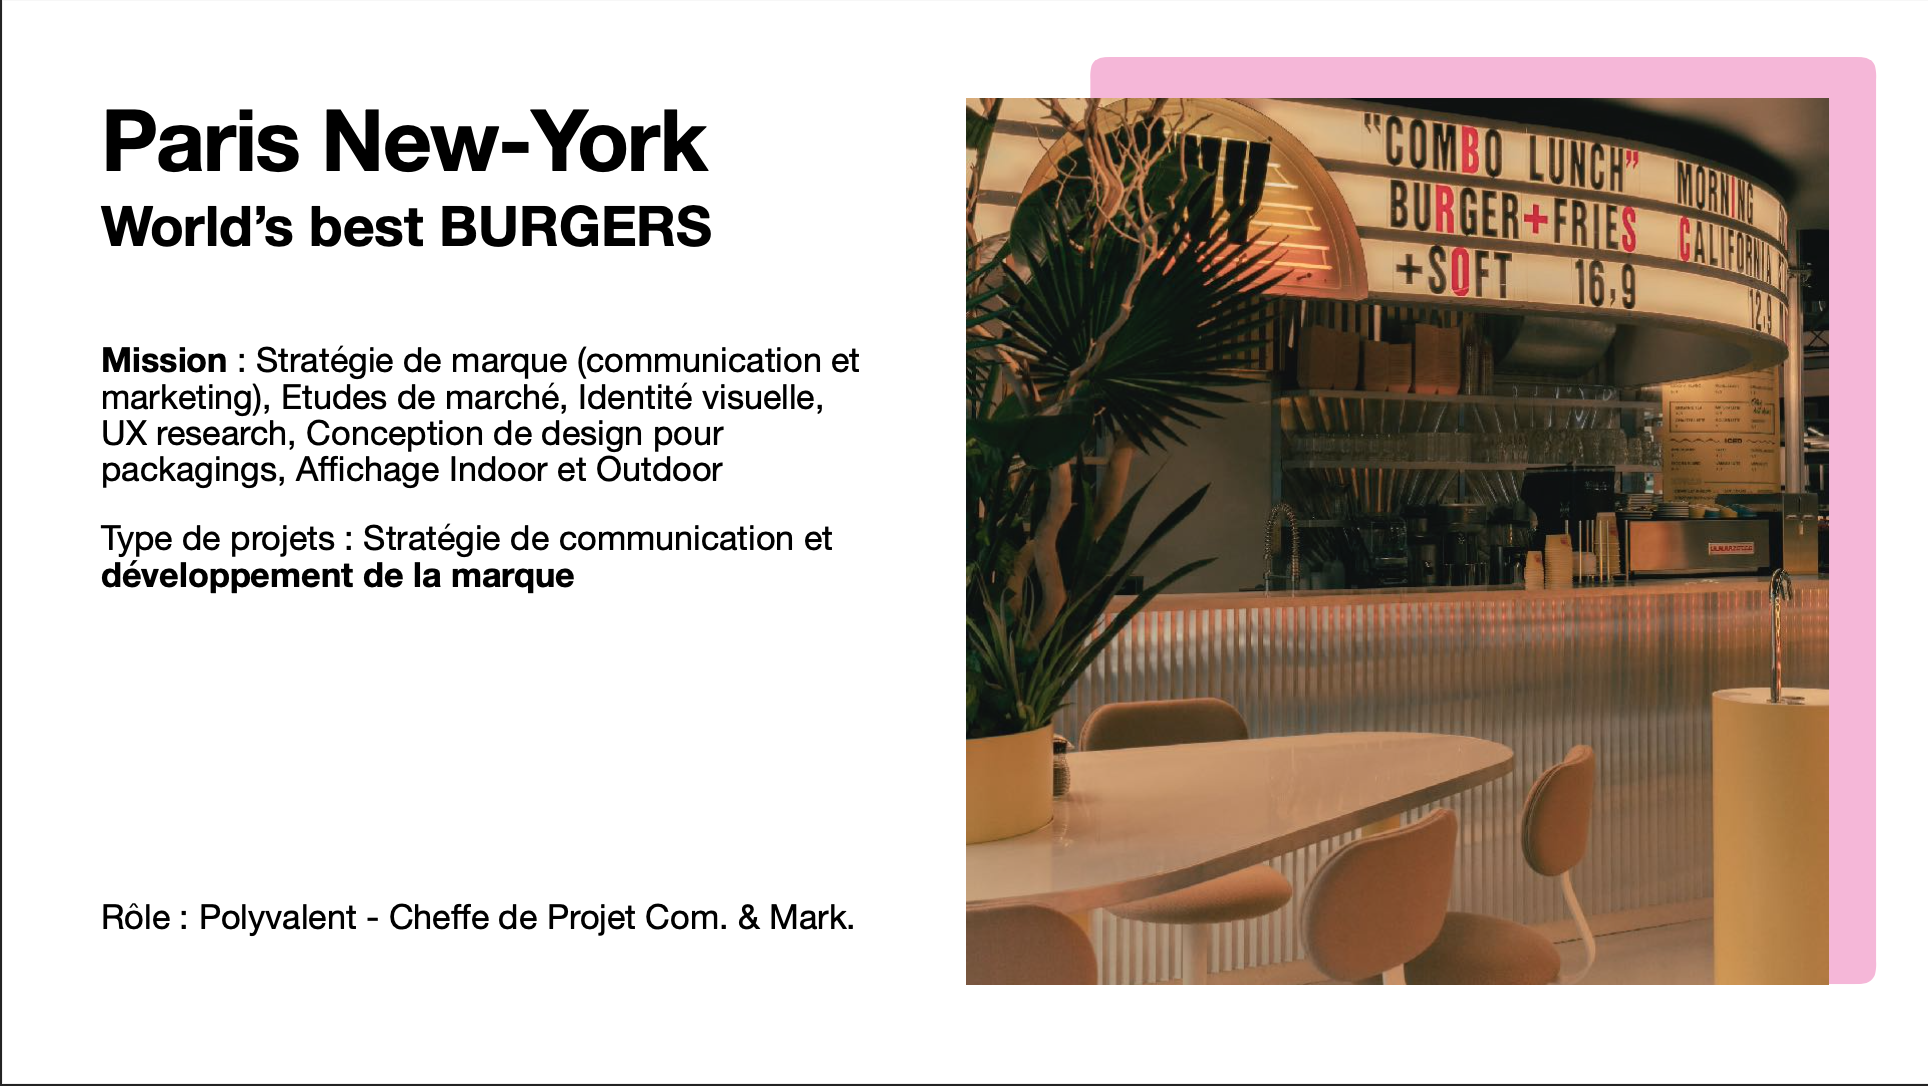 Paris New-York
World’s best BURGERS
Mission : Stratégie de marque (communication et
marketing), Etudes de marché, Identité visuelle,
UX research, Conception de design pour
packagings, Affichage Indoor et Outdoor
Type de projets : Stratégie de communication et
développement de la marque
Rôle : Polyvalent - Cheffe de Projet Com. & Mark.
“COMBO LUNCH”
BURGER+FRIES
+SOFT 16,9
MORNING
CALIFORNIA
12,9
ICED